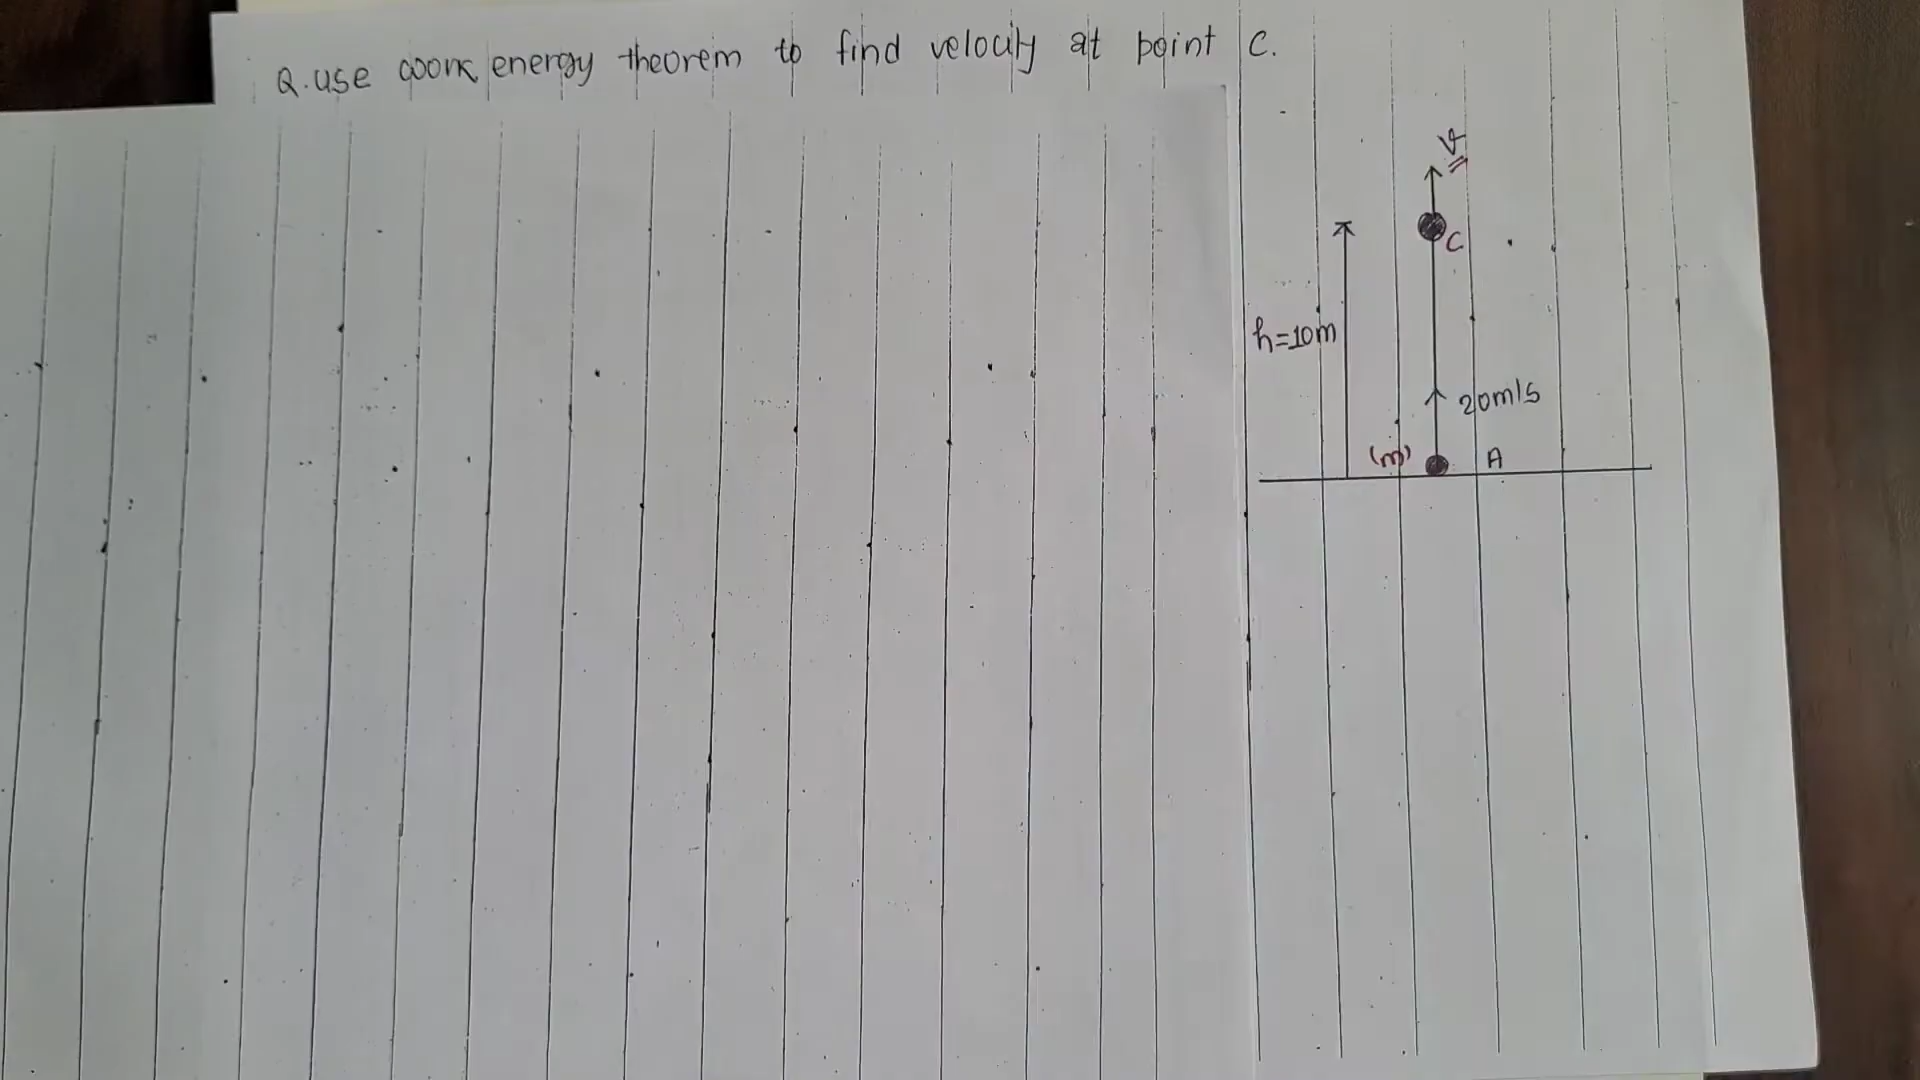 Q. use work energy theorem to find velocity at point C.
v
C
h=10m
20m/s
(m)
A